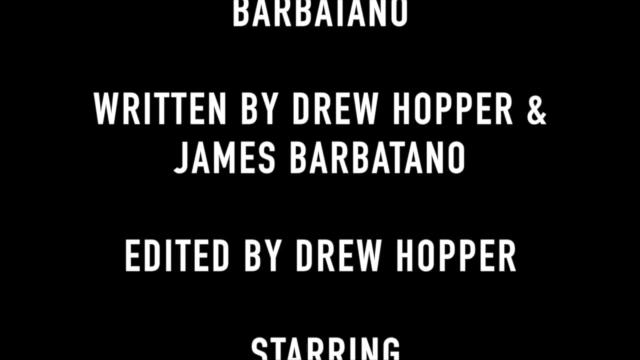 BARBATANO
WRITTEN BY DREW HOPPER &
JAMES BARBATANO
EDITED BY DREW HOPPER
STARRING